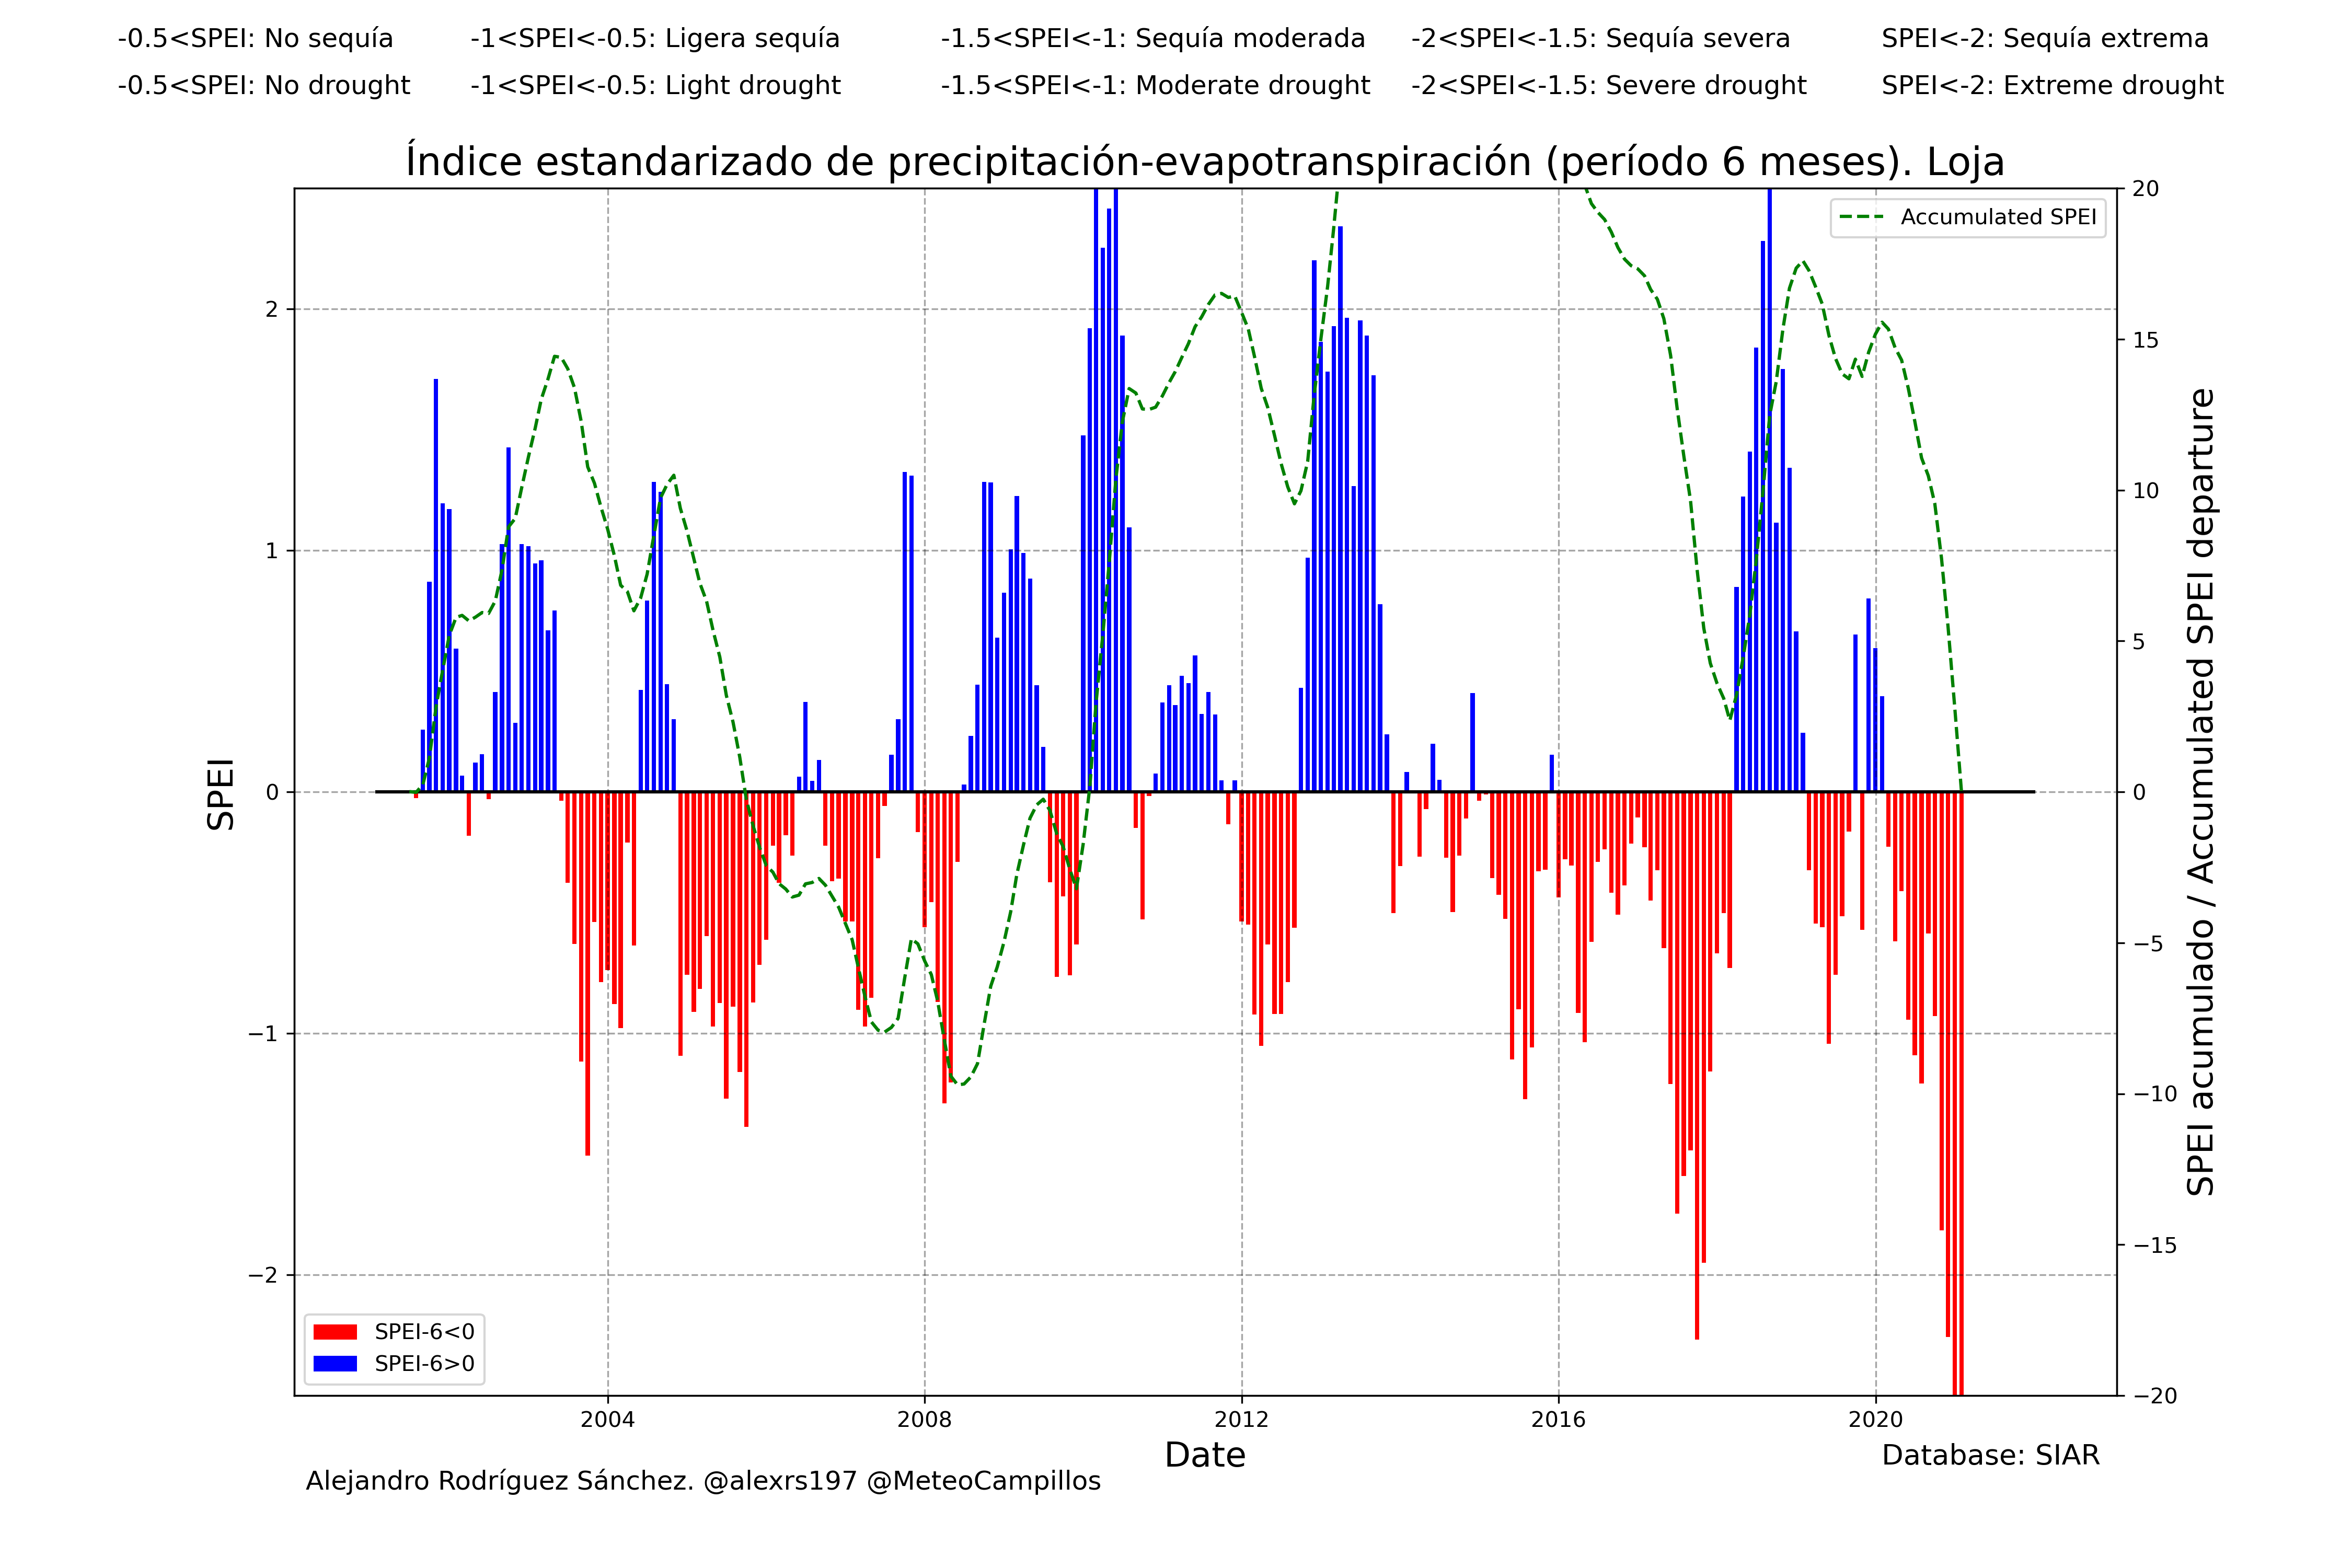 -0.5<SPEI: No sequía -1<SPEI<-0.5: Ligera sequía -1.5<SPEI<-1: Sequía moderada -2<SPEI<-1.5: Sequía severa SPEI<-2: Sequía extrema
-0.5<SPEI: No drought -1<SPEI<-0.5: Light drought -1.5<SPEI<-1: Moderate drought -2<SPEI<-1.5: Severe drought SPEI<-2: Extreme drought
Índice estandarizado de precipitación-evapotranspiración (período 6 meses). Loja
SPEI
2
1
0
−1
−2
Accumulated SPEI
20
15
10
5
0
−5
−10
−15
−20
SPEI acumulado / Accumulated SPEI departure
SPEI-6<0
SPEI-6>0
2004 2008 2012 2016 2020
Date
Database: SIAR
Alejandro Rodríguez Sánchez. @alexrs197 @MeteoCampillos